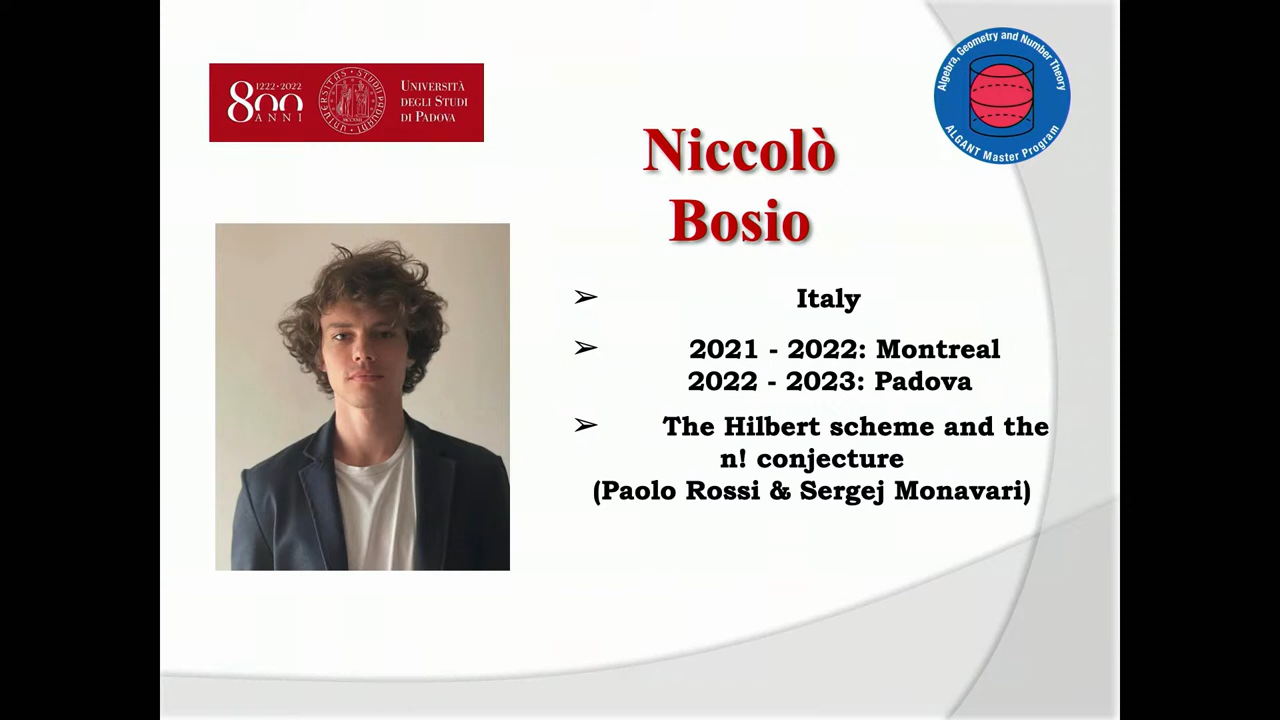 1222·2022
800
ANNI
UNIVERSITÀ
DEGLI STUDI
DI PADOVA
Algebra, Geometry and Number Theory
ALGANT Master Program
Niccolò
Bosio
➢ Italy
➢ 2021 - 2022: Montreal
2022 - 2023: Padova
➢ The Hilbert scheme and the
n! conjecture
(Paolo Rossi & Sergej Monavari)